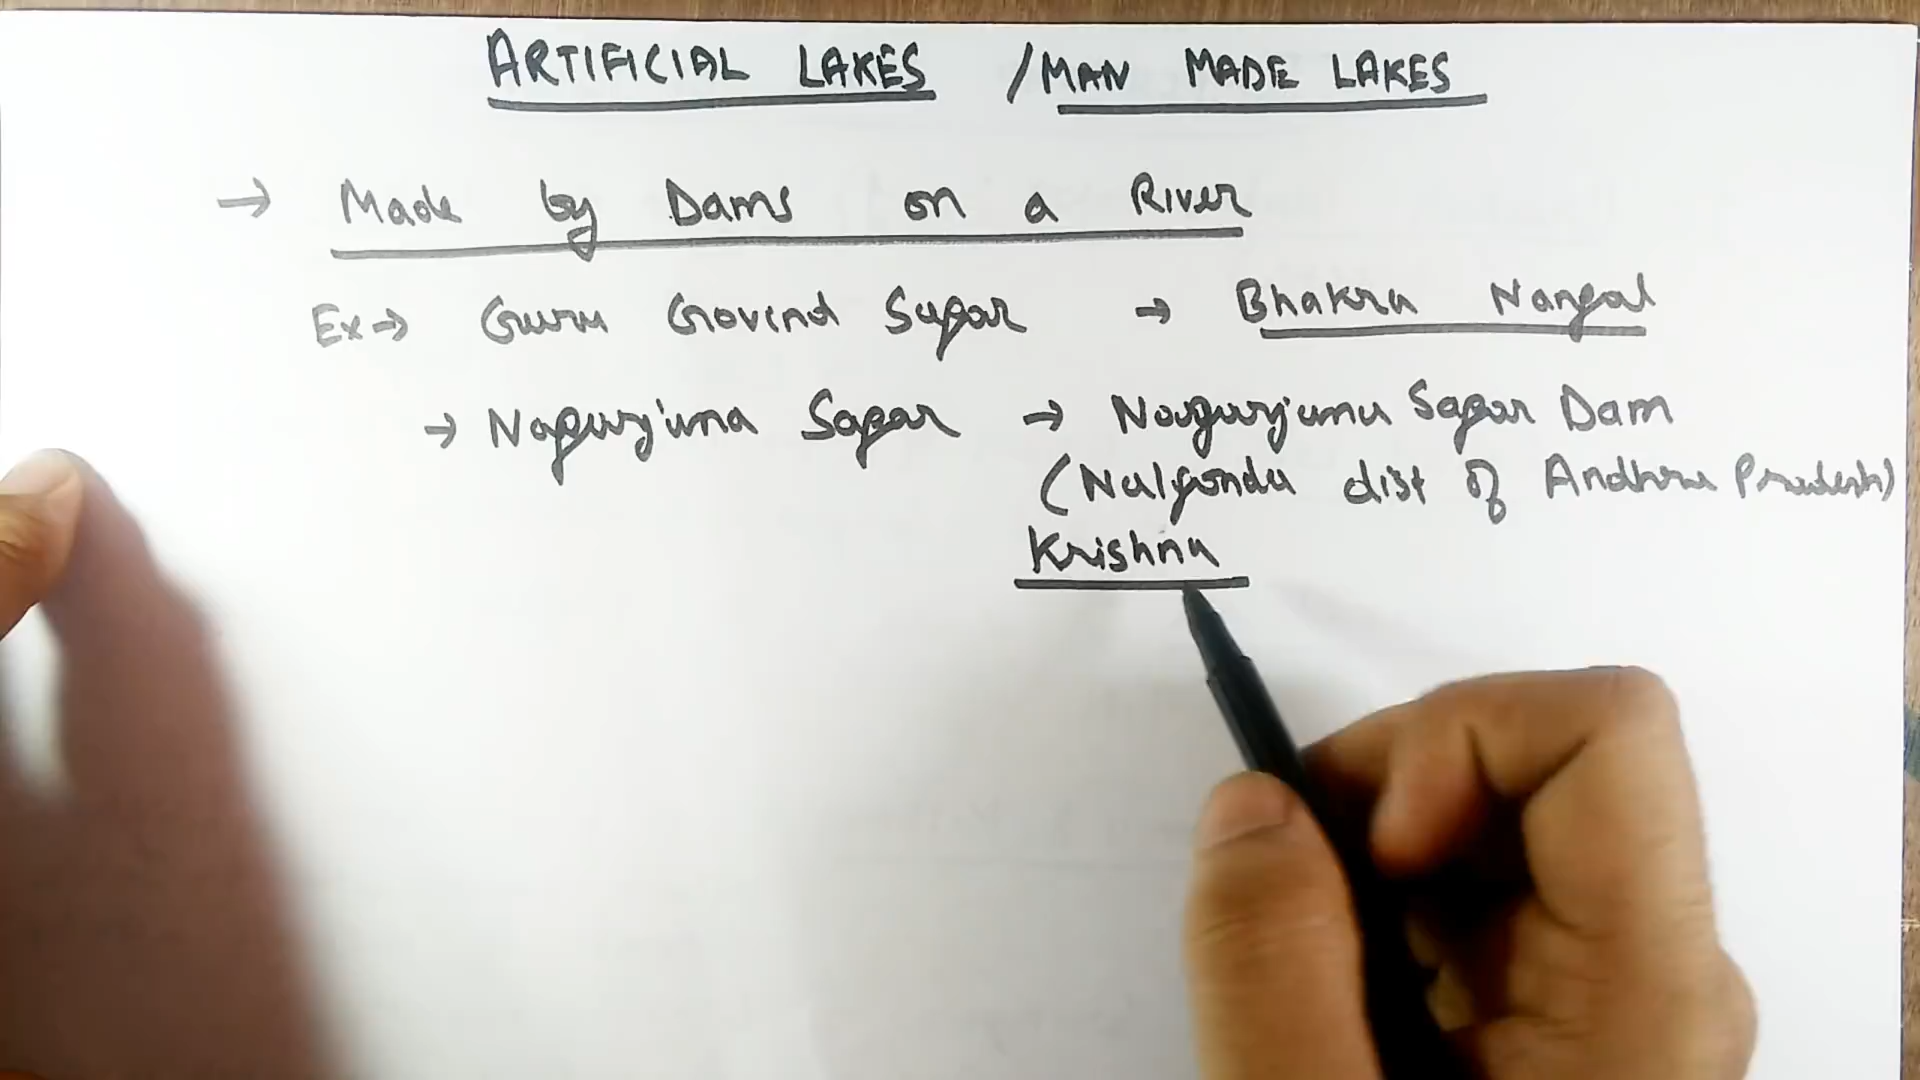 ARTIFICIAL LAKES / MAN MADE LAKES
→ Made by Dams on a River
Ex → Guru Govind Sagar → Bhakra Nangal
→ Nagarjuna Sagar → Nagarjuna Sagar Dam
(Nalgonda dist of Andhra Pradesh)
Krishna